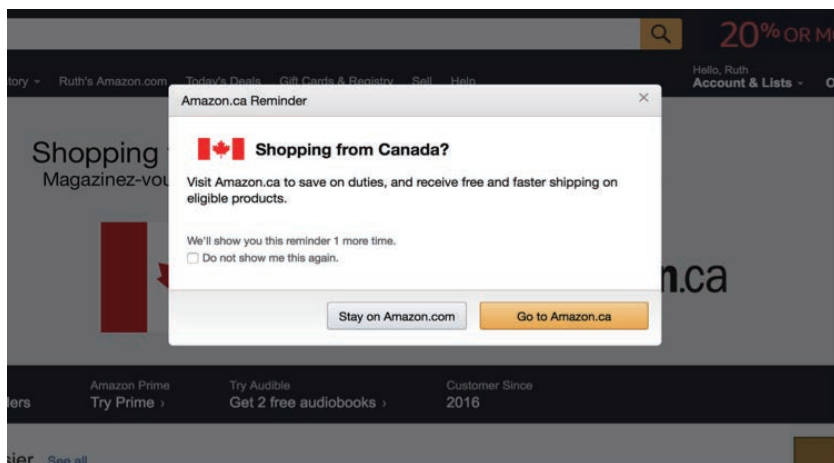 20% OR M
tory
Ruth's Amazon.com
Today's Deals
Gift Cards & Registry
Sell
Help
Hello, Ruth
Account & Lists
Amazon.ca Reminder
Shopping from Canada?
Visit Amazon.ca to save on duties, and receive free and faster shipping on
eligible products.
We'll show you this reminder 1 more time.
Do not show me this again.
Stay on Amazon.com
Go to Amazon.ca
Shopping
Magazinez-vou
n.ca
lers
Amazon Prime
Try Prime ›
Try Audible
Get 2 free audiobooks ›
Customer Since
2016
sier
See all